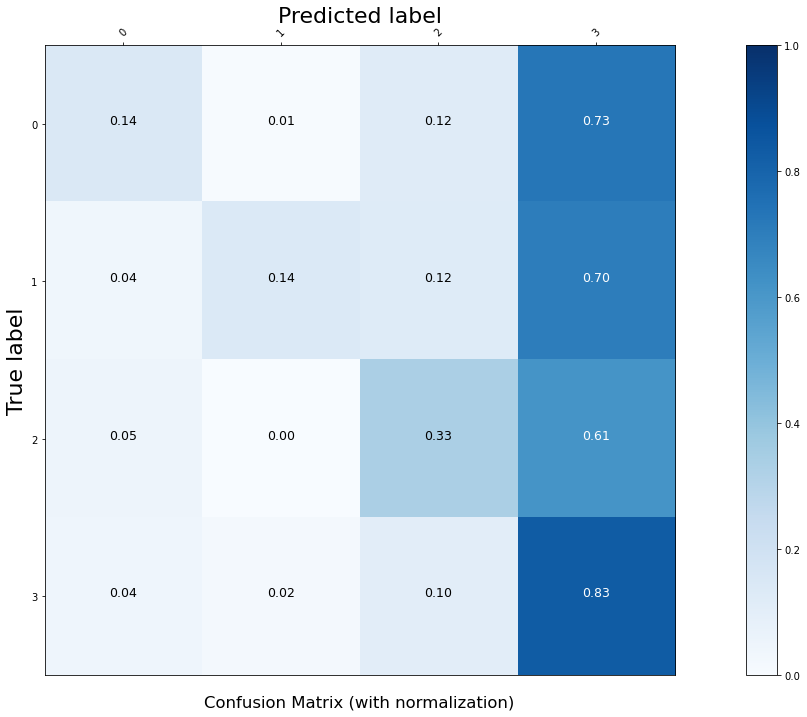 Predicted label
0 1 2 3
1.0
0 0.14 0.01 0.12 0.73
0.8
1 0.04 0.14 0.12 0.70
0.6
True label
0.4
2 0.05 0.00 0.33 0.61
0.2
3 0.04 0.02 0.10 0.83
0.0
Confusion Matrix (with normalization)